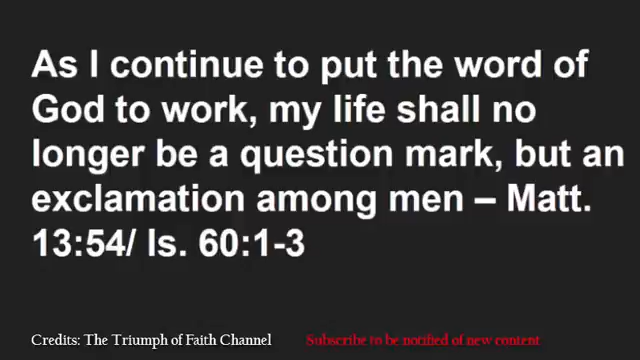 As I continue to put the word of
God to work, my life shall no
longer be a question mark, but an
exclamation among men – Matt.
13:54/ Is. 60:1-3
Credits: The Triumph of Faith Channel
Subscribe to be notified of new content